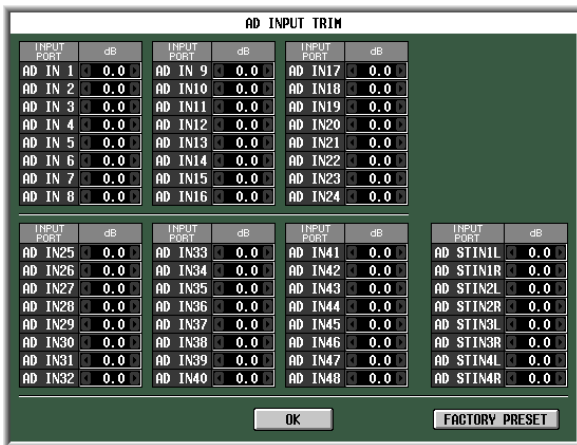 AD INPUT TRIM
INPUT PORT dB INPUT PORT dB INPUT PORT dB
AD IN 1 0.0 AD IN 9 0.0 AD IN17 0.0
AD IN 2 0.0 AD IN10 0.0 AD IN18 0.0
AD IN 3 0.0 AD IN11 0.0 AD IN19 0.0
AD IN 4 0.0 AD IN12 0.0 AD IN20 0.0
AD IN 5 0.0 AD IN13 0.0 AD IN21 0.0
AD IN 6 0.0 AD IN14 0.0 AD IN22 0.0
AD IN 7 0.0 AD IN15 0.0 AD IN23 0.0
AD IN 8 0.0 AD IN16 0.0 AD IN24 0.0
INPUT PORT dB INPUT PORT dB INPUT PORT dB INPUT PORT dB
AD IN25 0.0 AD IN33 0.0 AD IN41 0.0 AD STIN1L 0.0
AD IN26 0.0 AD IN34 0.0 AD IN42 0.0 AD STIN1R 0.0
AD IN27 0.0 AD IN35 0.0 AD IN43 0.0 AD STIN2L 0.0
AD IN28 0.0 AD IN36 0.0 AD IN44 0.0 AD STIN2R 0.0
AD IN29 0.0 AD IN37 0.0 AD IN45 0.0 AD STIN3L 0.0
AD IN30 0.0 AD IN38 0.0 AD IN46 0.0 AD STIN3R 0.0
AD IN31 0.0 AD IN39 0.0 AD IN47 0.0 AD STIN4L 0.0
AD IN32 0.0 AD IN40 0.0 AD IN48 0.0 AD STIN4R 0.0
OK FACTORY PRESET